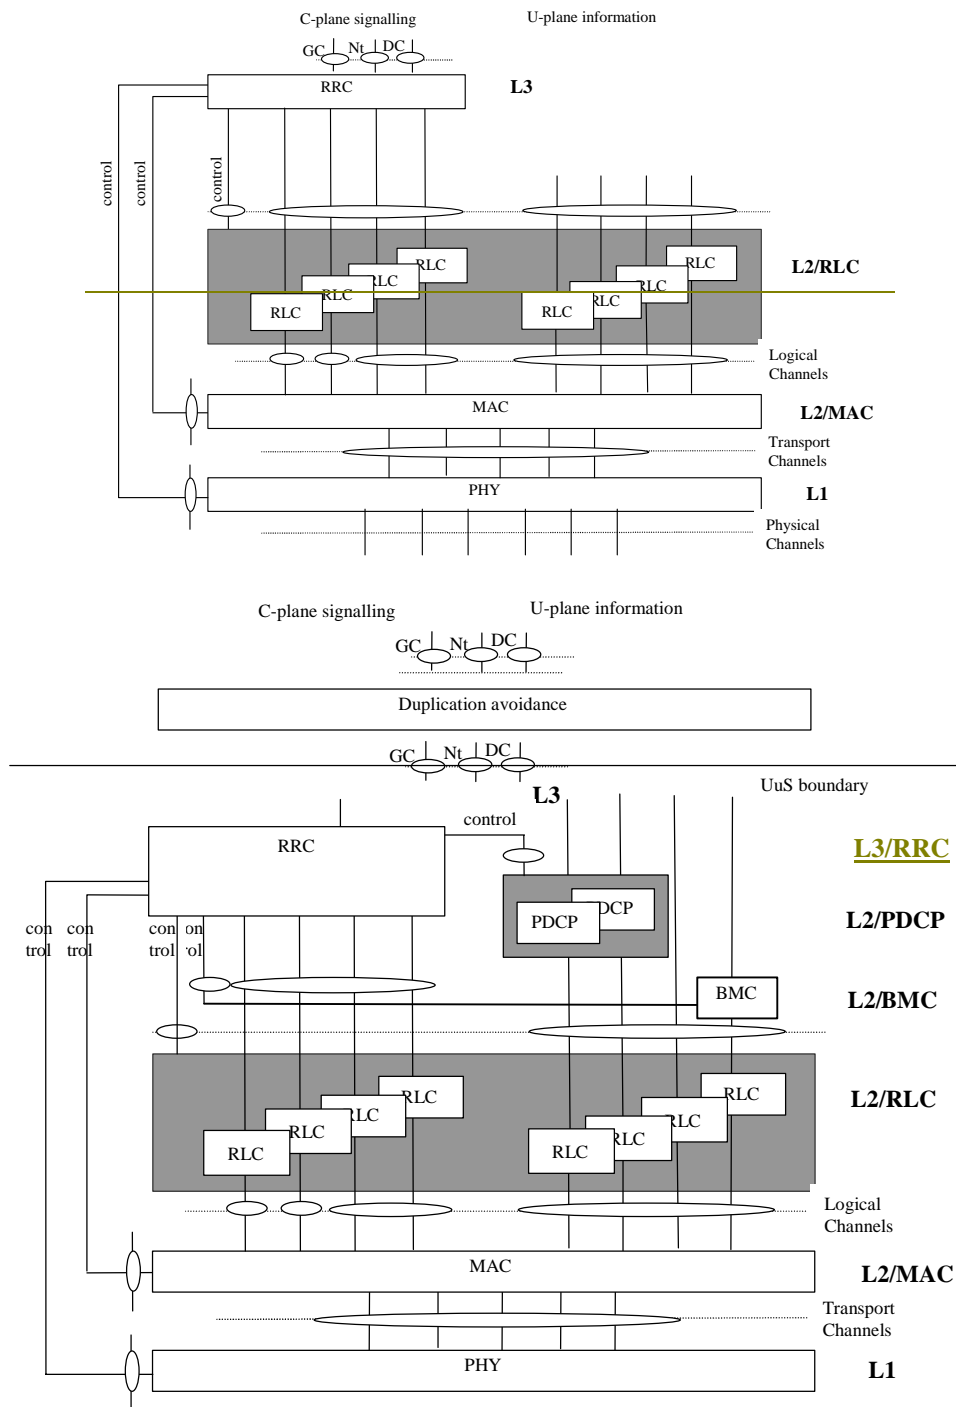 C-plane signalling U-plane information
GC Nt DC
RRC L3
control control control
RLC RLC L2/RLC
RLC RLC
RLC RLC
RLC RLC
Logical
Channels
MAC L2/MAC
Transport
Channels
PHY L1
Physical
Channels
C-plane signalling U-plane information
GC Nt DC
Duplication avoidance
GC Nt DC
UuS boundary
L3
control
RRC L3/RRC
PDCP PDCP L2/PDCP
con con con on
trol trol trol rol
BMC L2/BMC
RLC RLC L2/RLC
RLC RLC
RLC RLC
RLC RLC
Logical
Channels
MAC L2/MAC
Transport
Channels
PHY L1